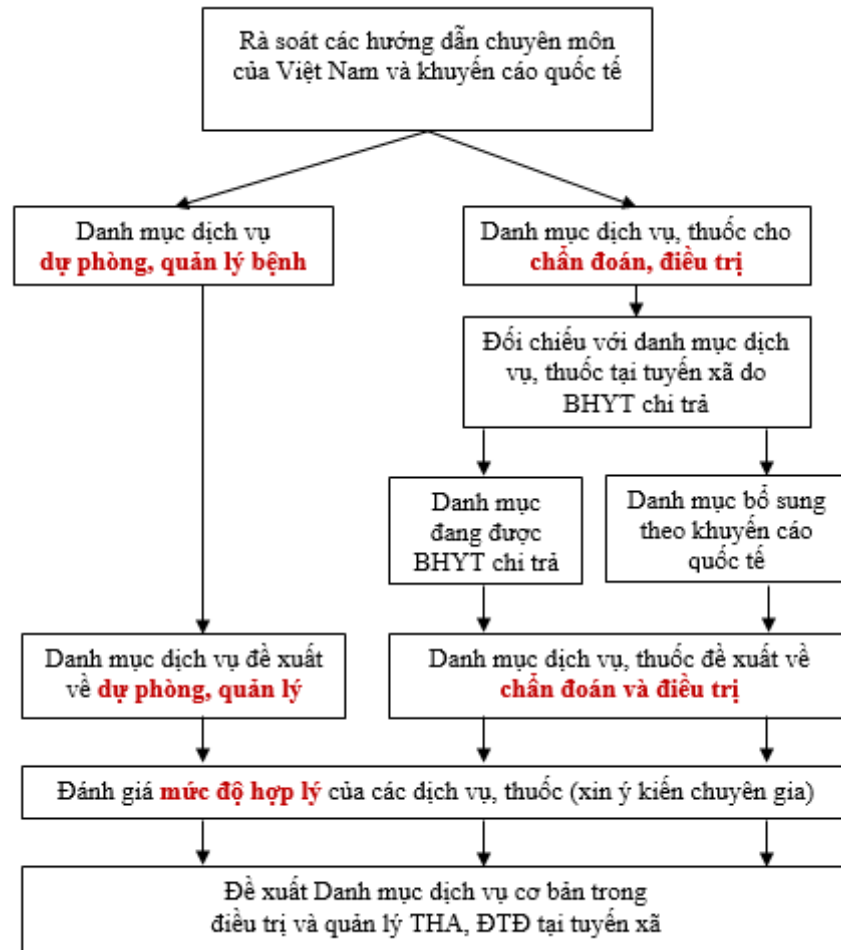 Rà soát các hướng dẫn chuyên môn
của Việt Nam và khuyến cáo quốc tế
Danh mục dịch vụ
dự phòng, quản lý bệnh
Danh mục dịch vụ, thuốc cho
chẩn đoán, điều trị
Đối chiếu với danh mục dịch
vụ, thuốc tại tuyến xã do
BHYT chi trả
Danh mục
đang được
BHYT chi trả
Danh mục bổ sung
theo khuyến cáo
quốc tế
Danh mục dịch vụ đề xuất
về dự phòng, quản lý
Danh mục dịch vụ, thuốc đề xuất về
chẩn đoán và điều trị
Đánh giá mức độ hợp lý của các dịch vụ, thuốc (xin ý kiến chuyên gia)
Đề xuất Danh mục dịch vụ cơ bản trong
điều trị và quản lý THA, ĐTĐ tại tuyến xã